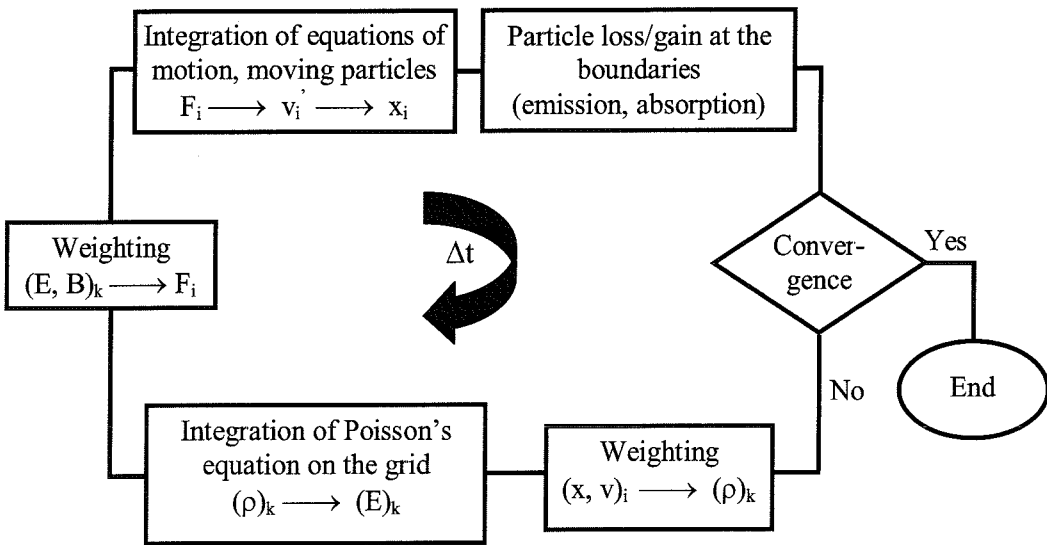 Integration of equations of
motion, moving particles
Fᵢ ⟶ vᵢ’ ⟶ xᵢ
Particle loss/gain at the
boundaries
(emission, absorption)
Weighting
(E, B)ₖ ⟶ Fᵢ
Δt
Conver-
gence
Yes
End
No
Integration of Poisson’s
equation on the grid
(ρ)ₖ ⟶ (E)ₖ
Weighting
(x, v)ᵢ ⟶ (ρ)ₖ